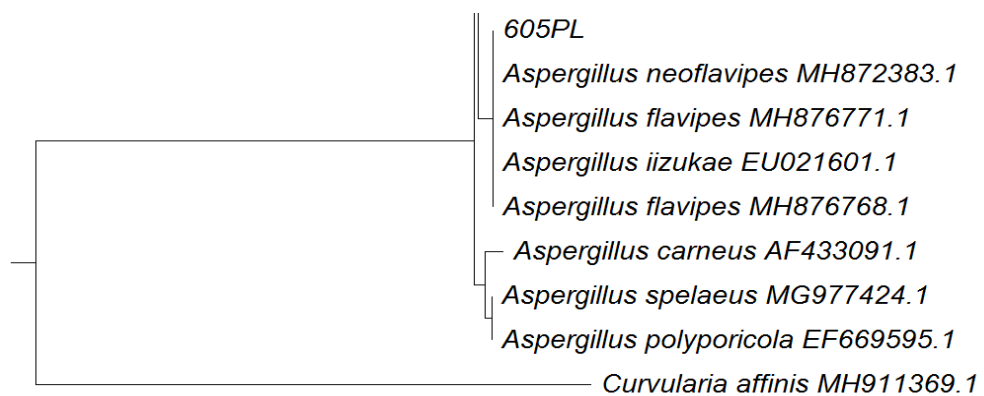 605PL
Aspergillus neoflavipes MH872383.1
Aspergillus flavipes MH876771.1
Aspergillus iizukae EU021601.1
Aspergillus flavipes MH876768.1
Aspergillus carneus AF433091.1
Aspergillus spelaeus MG977424.1
Aspergillus polyporicola EF669595.1
Curvularia affinis MH911369.1